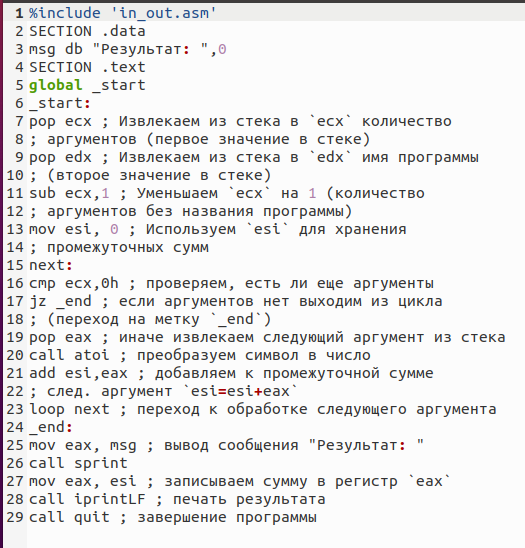 1 %include 'in_out.asm'
2 SECTION .data
3 msg db "Результат: ",0
4 SECTION .text
5 global _start
6 _start:
7 pop ecx ; Извлекаем из стека в `ecx` количество
8 ; аргументов (первое значение в стеке)
9 pop edx ; Извлекаем из стека в `edx` имя программы
10 ; (второе значение в стеке)
11 sub ecx,1 ; Уменьшаем `ecx` на 1 (количество
12 ; аргументов без названия программы)
13 mov esi, 0 ; Используем `esi` для хранения
14 ; промежуточных сумм
15 next:
16 cmp ecx,0h ; проверяем, есть ли еще аргументы
17 jz _end ; если аргументов нет выходим из цикла
18 ; (переход на метку `_end`)
19 pop eax ; иначе извлекаем следующий аргумент из стека
20 call atoi ; преобразуем символ в число
21 add esi,eax ; добавляем к промежуточной сумме
22 ; след. аргумент `esi=esi+eax`
23 loop next ; переход к обработке следующего аргумента
24 _end:
25 mov eax, msg ; вывод сообщения "Результат: "
26 call sprint
27 mov eax, esi ; записываем сумму в регистр `eax`
28 call iprintLF ; печать результата
29 call quit ; завершение программы